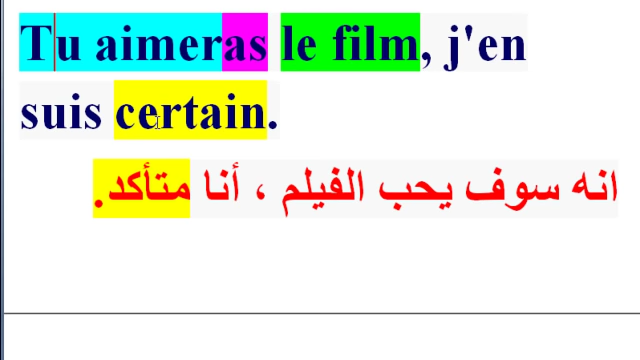 Tu aimeras le film, j'en
suis certain.
انه سوف يحب الفيلم ، أنا متأكد.